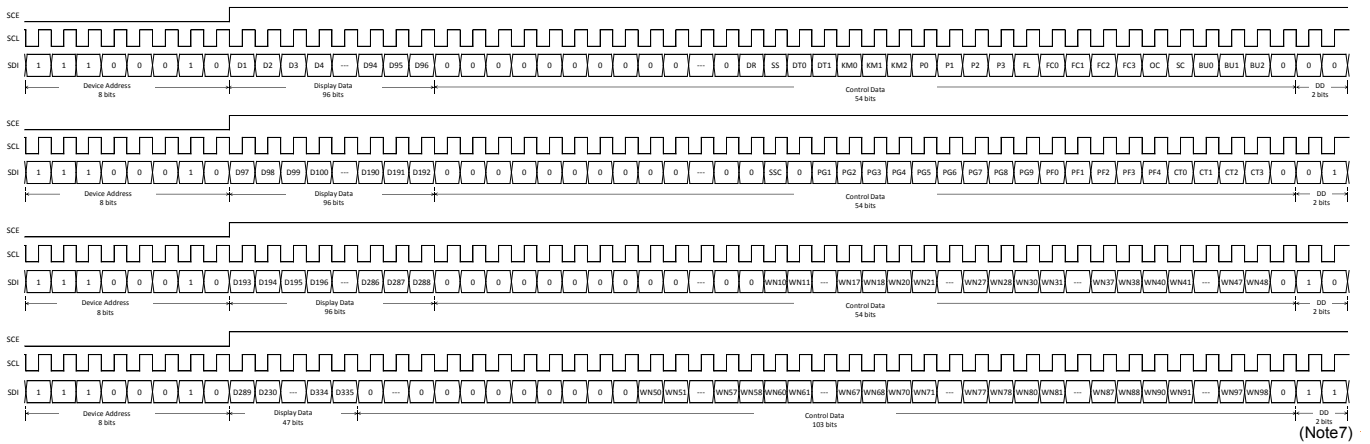 SCE
SCL
SDI 1 1 1 0 0 0 1 0 D1 D2 D3 D4 --- D94 D95 D96 0 0 0 0 0 0 0 0 0 0 --- 0 DR SS DT0 DT1 KM0 KM1 KM2 P0 P1 P2 P3 FL FC0 FC1 FC2 FC3 OC SC BU0 BU1 BU2 0 0 0
Device Address Display Data Control Data DD
8 bits 96 bits 54 bits 2 bits
SCE
SCL
SDI 1 1 1 0 0 0 1 0 D97 D98 D99 D100 --- D190 D191 D192 0 0 0 0 0 0 0 0 0 0 --- 0 0 SSC 0 PG1 PG2 PG3 PG4 PG5 PG6 PG7 PG8 PG9 PF0 PF1 PF2 PF3 PF4 CT0 CT1 CT2 CT3 0 0 1
Device Address Display Data Control Data DD
8 bits 96 bits 54 bits 2 bits
SCE
SCL
SDI 1 1 1 0 0 0 1 0 D193 D194 D195 D196 --- D286 D287 D288 0 0 0 0 0 0 0 0 0 0 --- 0 0 WN10 WN11 --- WN17 WN18 WN20 WN21 --- WN27 WN28 WN30 WN31 --- WN37 WN38 WN40 WN41 --- WN47 WN48 0 1 0
Device Address Display Data Control Data DD
8 bits 96 bits 54 bits 2 bits
SCE
SCL
SDI 1 1 1 0 0 0 1 0 D289 D230 --- D334 D335 0 --- 0 0 0 0 0 0 0 0 0 WN50 WN51 --- WN57 WN58 WN60 WN61 --- WN67 WN68 WN70 WN71 --- WN77 WN78 WN80 WN81 --- WN87 WN88 WN90 WN91 --- WN97 WN98 0 1 1
Device Address Display Data Control Data DD
8 bits 47 bits 103 bits 2 bits
(Note7)